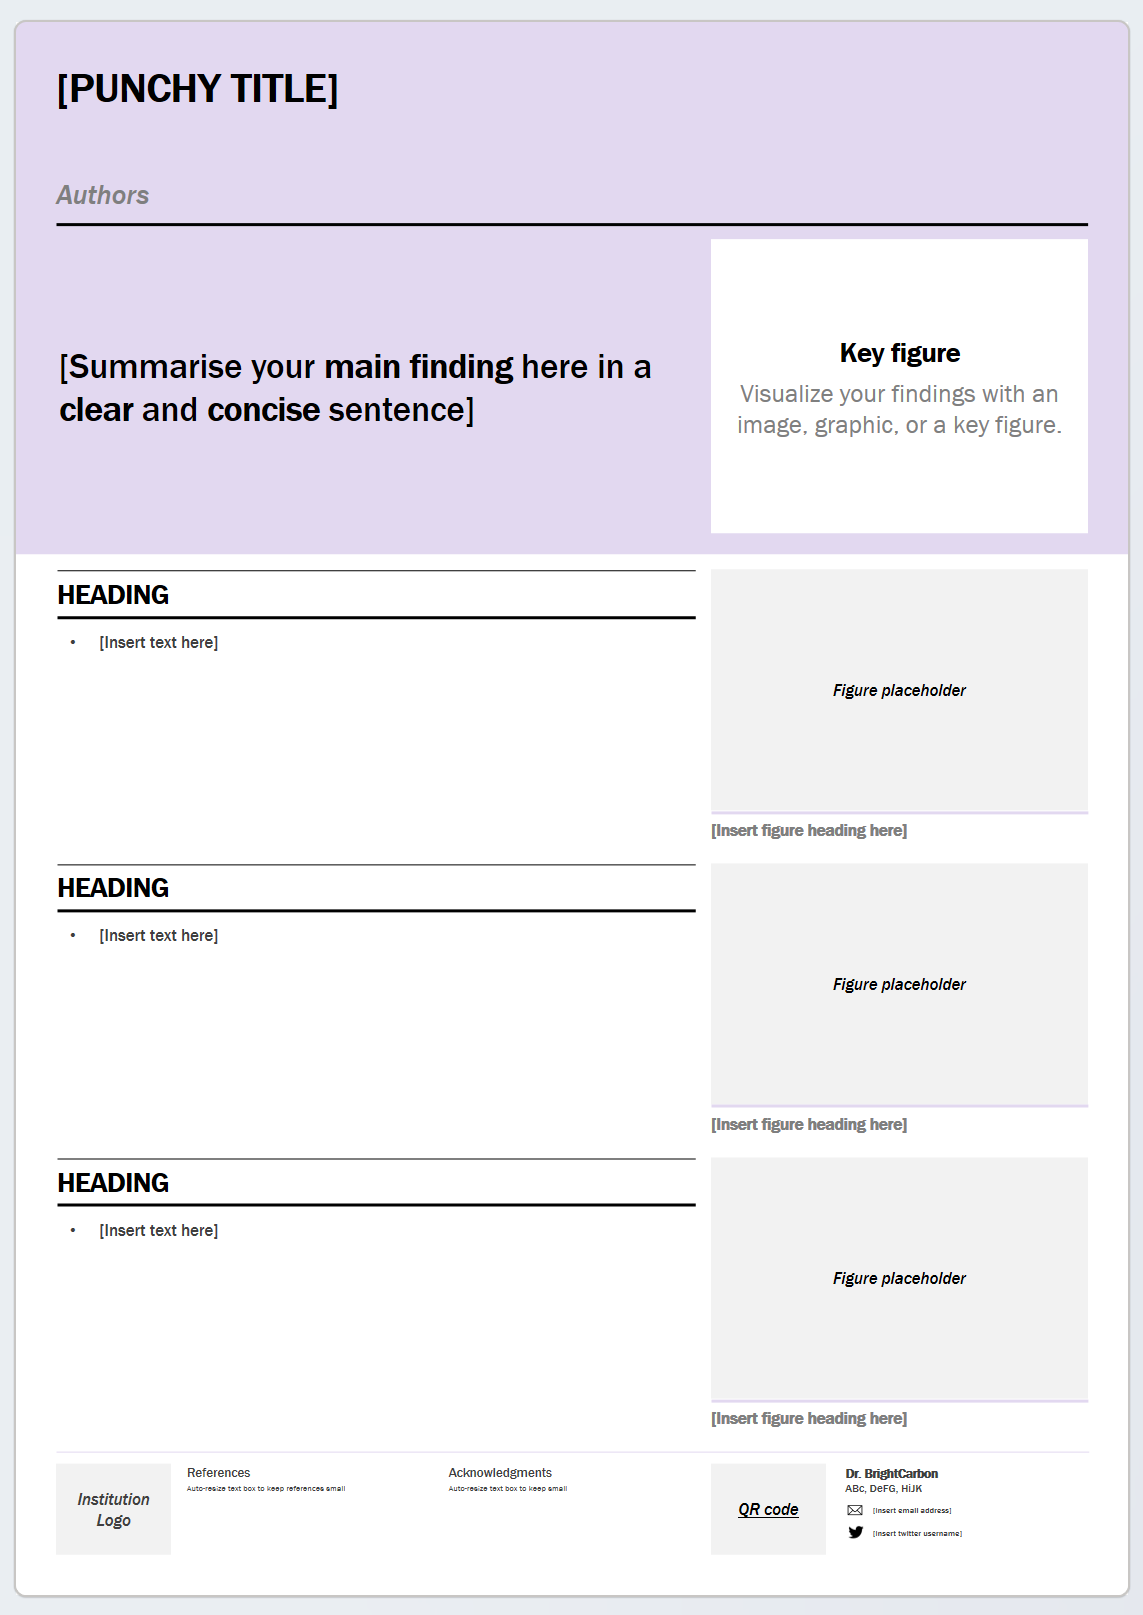 [PUNCHY TITLE]
Authors
[Summarise your main finding here in a
clear and concise sentence]
Key figure
Visualize your findings with an
image, graphic, or a key figure.
HEADING
• [Insert text here]
Figure placeholder
[Insert figure heading here]
HEADING
• [Insert text here]
Figure placeholder
[Insert figure heading here]
HEADING
• [Insert text here]
Figure placeholder
[Insert figure heading here]
Institution
Logo
References
Auto-resize text box to keep references small
Acknowledgments
Auto-resize text box to keep small
QR code
Dr. BrightCarbon
ABc, DeFG, HiJK
[Insert email address]
[Insert twitter username]